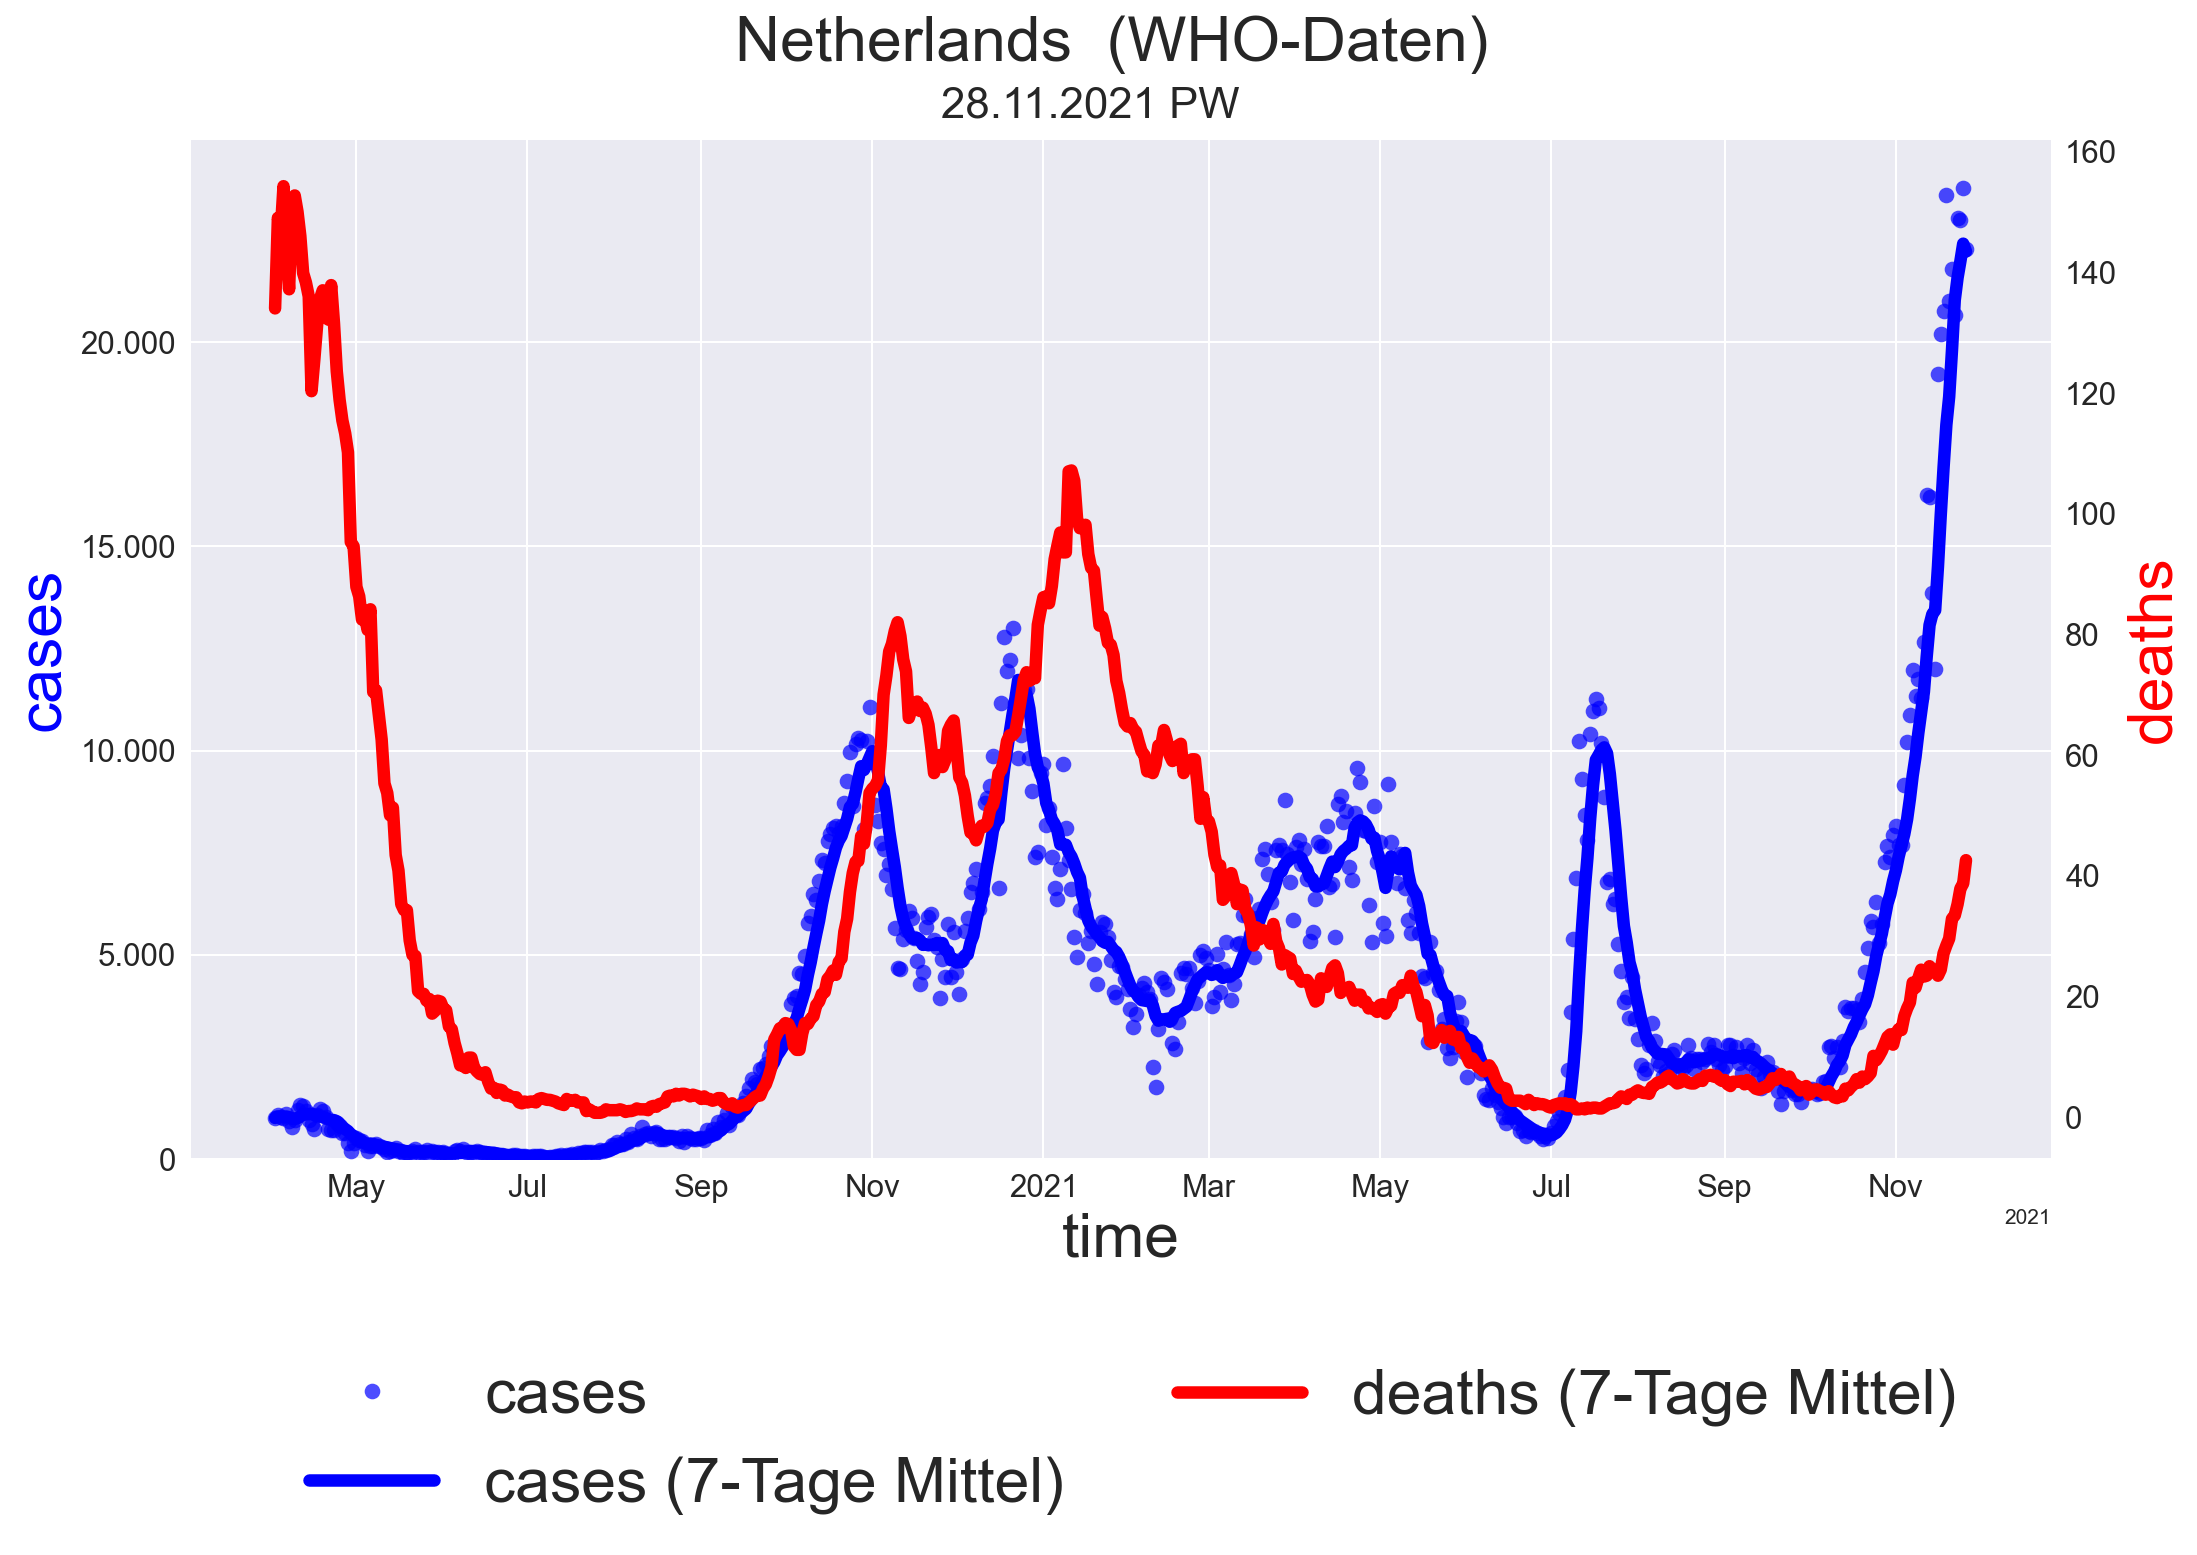 Netherlands  (WHO-Daten)
28.11.2021 PW
cases
20.000
15.000
10.000
5.000
0
160
140
120
100
80
60
40
20
0
deaths
May
Jul
Sep
Nov
2021
Mar
May
Jul
Sep
Nov
2021
time
cases
cases (7-Tage Mittel)
deaths (7-Tage Mittel)